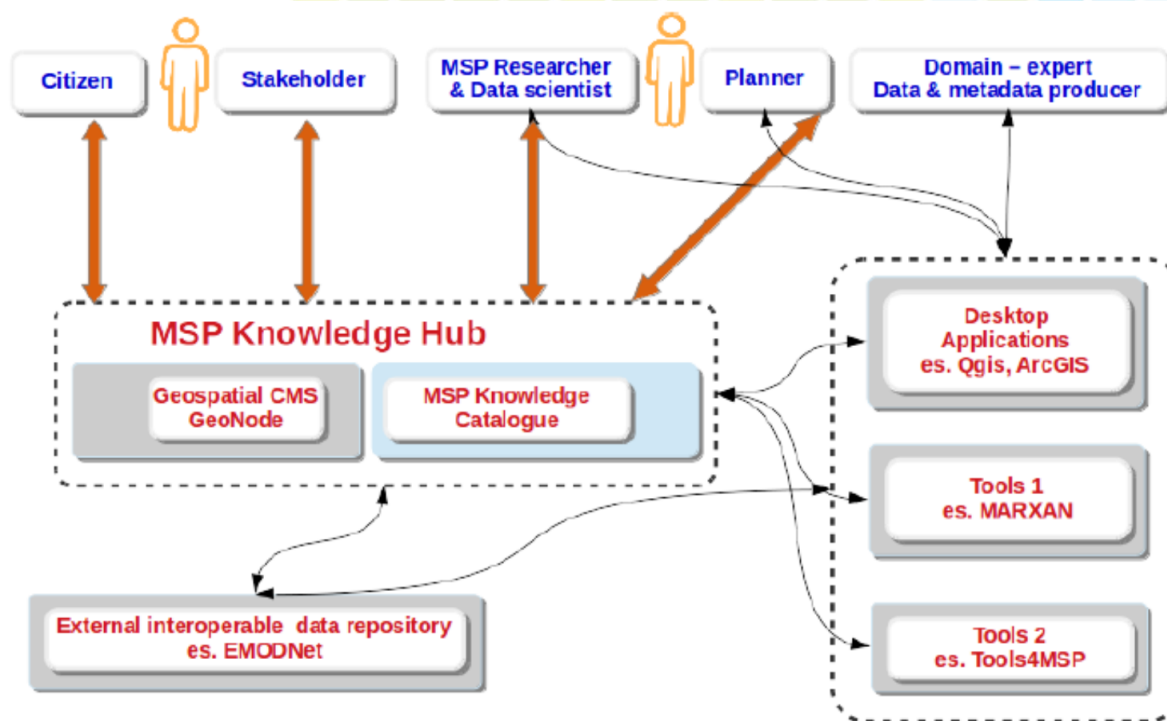 Citizen
Stakeholder
MSP Researcher
& Data scientist
Planner
Domain – expert
Data & metadata producer
MSP Knowledge Hub
Geospatial CMS
GeoNode
MSP Knowledge
Catalogue
Desktop
Applications
es. Qgis, ArcGIS
Tools 1
es. MARXAN
Tools 2
es. Tools4MSP
External interoperable data repository
es. EMODNet